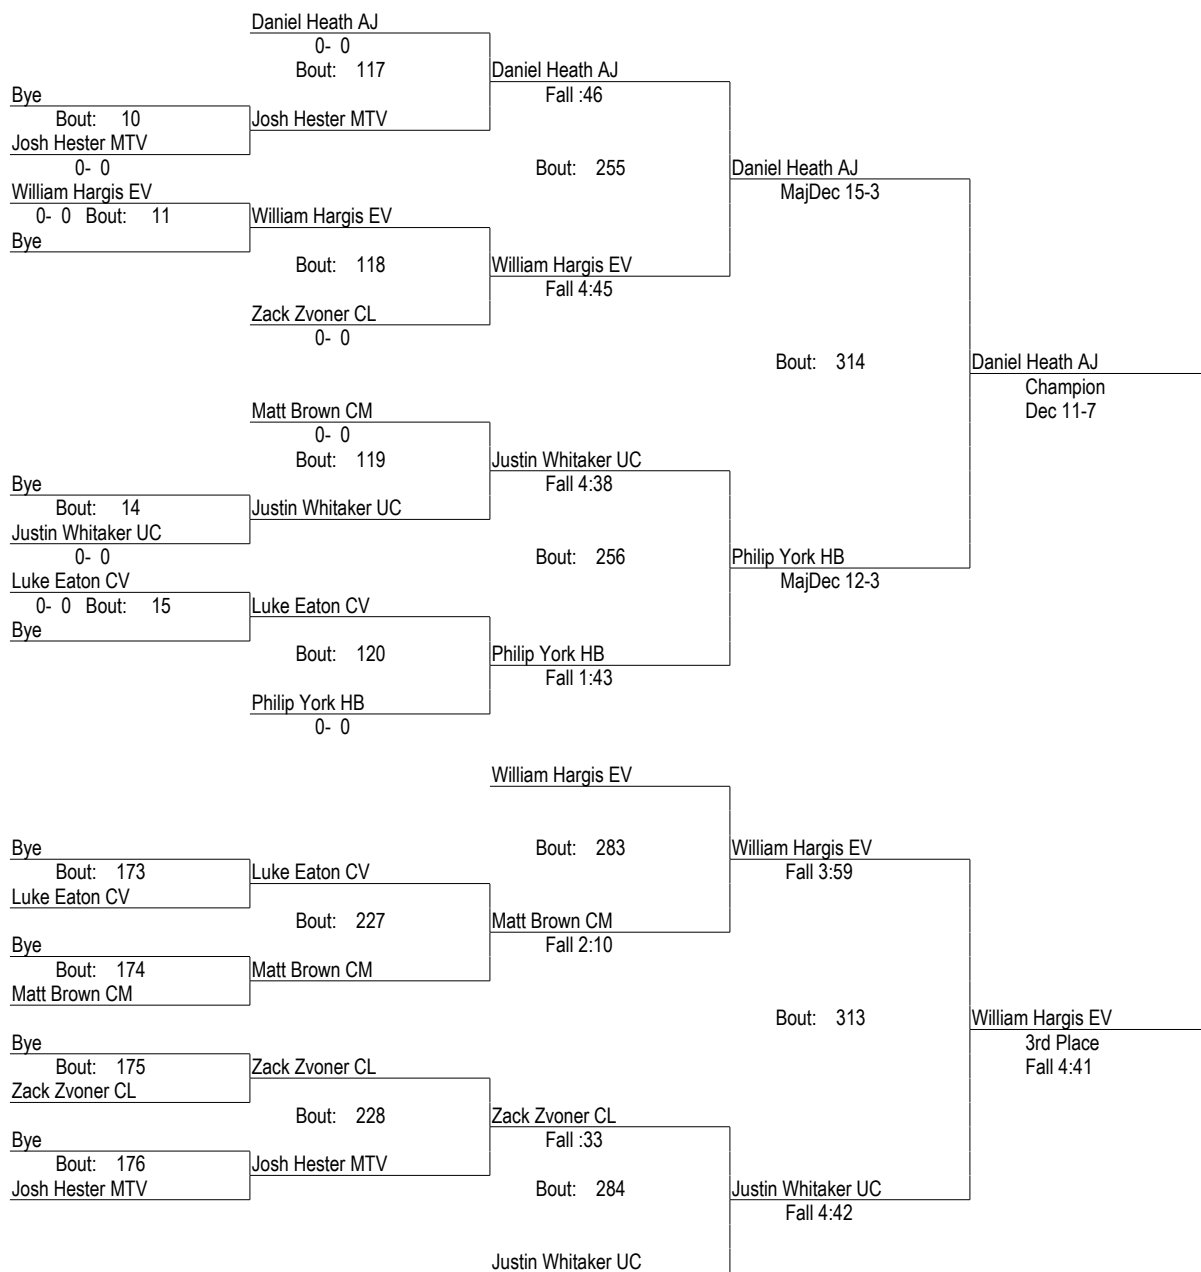 Daniel Heath AJ
0- 0
Bout: 117
Daniel Heath AJ
Fall :46
Bye
Bout: 10
Josh Hester MTV
Josh Hester MTV
0- 0
Bout: 255
Daniel Heath AJ
MajDec 15-3
William Hargis EV
0- 0 Bout: 11
William Hargis EV
Bye
Bout: 118
William Hargis EV
Fall 4:45
Zack Zvoner CL
0- 0
Bout: 314
Daniel Heath AJ
Champion
Dec 11-7
Matt Brown CM
0- 0
Bout: 119
Justin Whitaker UC
Fall 4:38
Bye
Bout: 14
Justin Whitaker UC
Justin Whitaker UC
0- 0
Bout: 256
Philip York HB
MajDec 12-3
Luke Eaton CV
0- 0 Bout: 15
Luke Eaton CV
Bye
Bout: 120
Philip York HB
Fall 1:43
Philip York HB
0- 0
William Hargis EV
Bout: 283
William Hargis EV
Fall 3:59
Bye
Bout: 173
Luke Eaton CV
Luke Eaton CV
Bout: 227
Matt Brown CM
Fall 2:10
Bye
Bout: 174
Matt Brown CM
Matt Brown CM
Bout: 313
William Hargis EV
3rd Place
Fall 4:41
Bye
Bout: 175
Zack Zvoner CL
Zack Zvoner CL
Bout: 228
Zack Zvoner CL
Fall :33
Bye
Bout: 176
Josh Hester MTV
Josh Hester MTV
Bout: 284
Justin Whitaker UC
Fall 4:42
Justin Whitaker UC